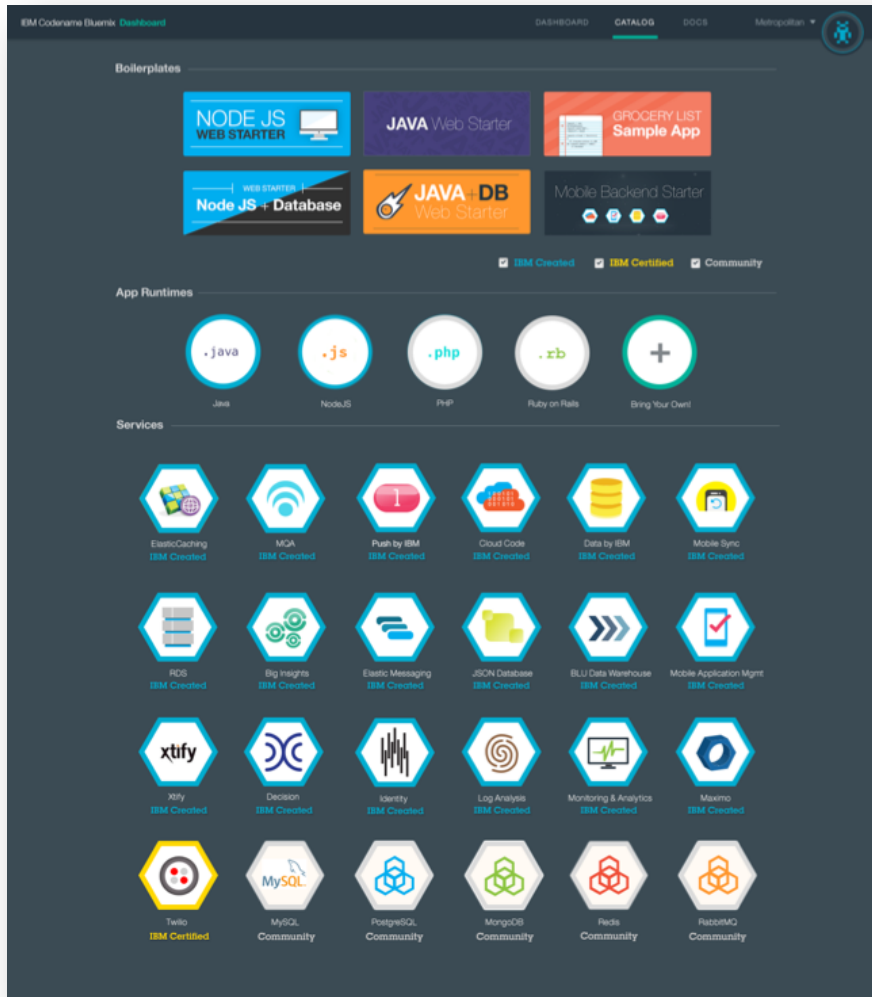 IBM Codename Bluemix Dashboard
DASHBOARD CATALOG DOCS Metropolitan
Boilerplates
NODE JS
WEB STARTER
JAVA Web Starter
GROCERY LIST
Sample App
WEB STARTER
Node JS + Database
JAVA+DB
Web Starter
Mobile Backend Starter
IBM Created IBM Certified Community
App Runtimes
.java .js .php .rb
Java NodeJS PHP Ruby on Rails Bring Your Own!
Services
1
ElasticCaching MQA Push by IBM Cloud Code Data by IBM Mobile Sync
IBM Created IBM Created IBM Created IBM Created IBM Created IBM Created
RDS Big Insights Elastic Messaging JSON Database BLU Data Warehouse Mobile Application Mgmt
IBM Created IBM Created IBM Created IBM Created IBM Created IBM Created
xtify
Xtify Decision Identity Log Analysis Monitoring & Analytics Maximo
IBM Created IBM Created IBM Created IBM Created IBM Created IBM Created
MySQL
Twilio MySQL PostgreSQL MongoDB Redis RabbitMQ
IBM Certified Community Community Community Community Community